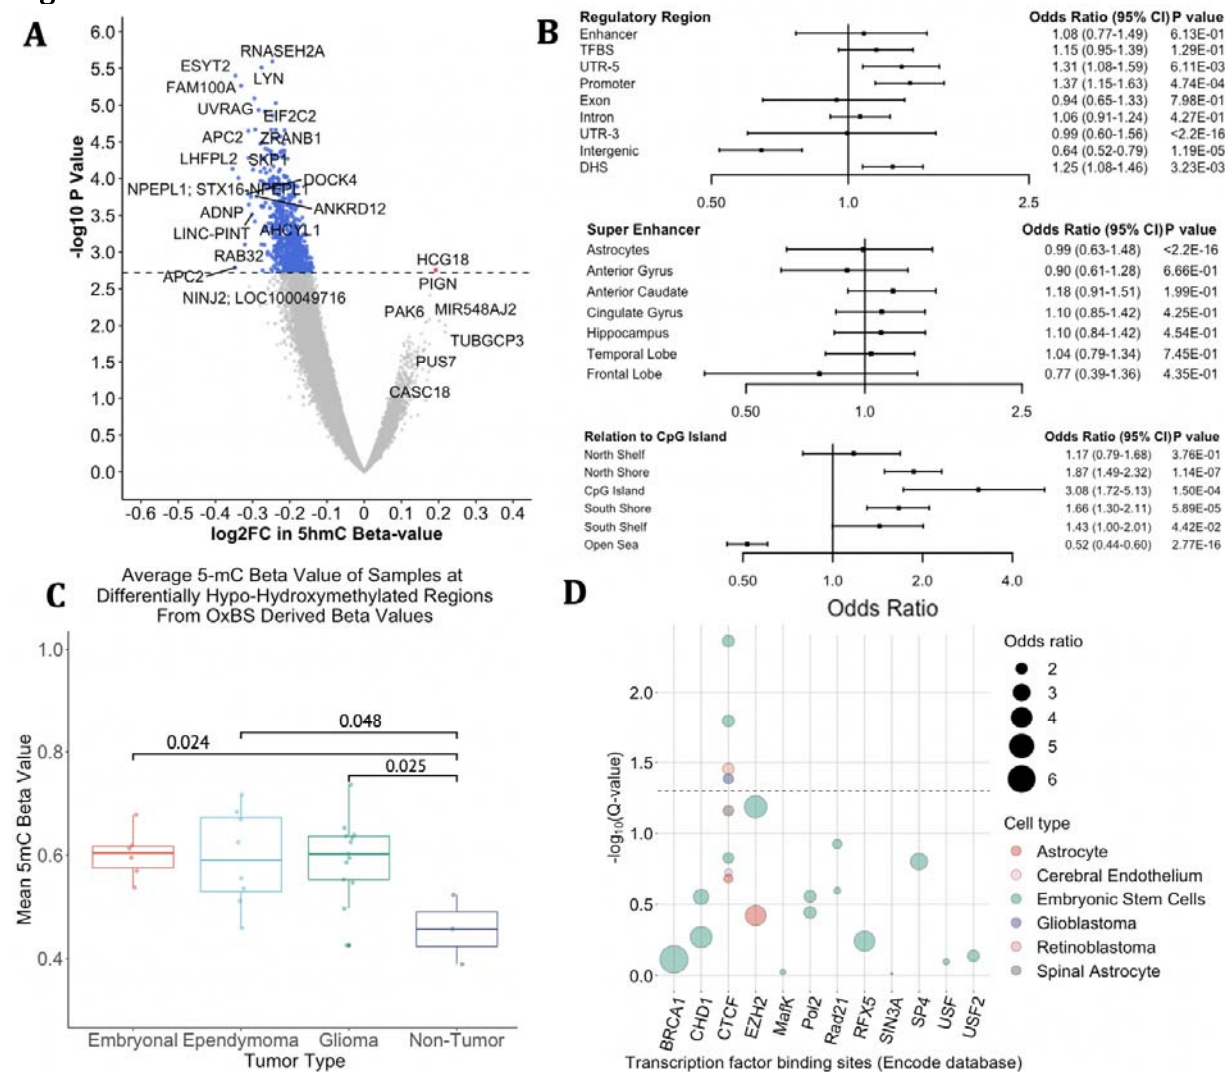 A
6.0
5.5
5.0
4.5
4.0
3.5
3.0
2.5
2.0
1.5
1.0
0.5
0.0
-log10 P Value
RNASEH2A
ESYT2
LYN
FAM100A
UVRAG
EIF2C2
APC2
ZRANB1
LHFPL2
SKP1
DOCK4
NPEPL1; STX16-NPEPL1
ADNP
ANKRD12
LINC-PINT
AHCYL1
RAB32
HCG18
APC2
PIGN
NINJ2; LOC100049716
PAK6
MIR548AJ2
TUBGCP3
PUS7
CASC18
-0.6 -0.5 -0.4 -0.3 -0.2 -0.1 0.0 0.1 0.2 0.3 0.4
log2FC in 5hmC Beta-value
B
Regulatory Region Odds Ratio (95% CI) P value
Enhancer 1.08 (0.77-1.49) 6.13E-01
TFBS 1.15 (0.95-1.39) 1.29E-01
UTR-5 1.31 (1.08-1.59) 6.11E-03
Promoter 1.37 (1.15-1.63) 4.74E-04
Exon 0.94 (0.65-1.33) 7.98E-01
Intron 1.06 (0.91-1.24) 4.27E-01
UTR-3 0.99 (0.60-1.56) <2.2E-16
Intergenic 0.64 (0.52-0.79) 1.19E-05
DHS 1.25 (1.08-1.46) 3.23E-03
0.50 1.0 2.5
Super Enhancer Odds Ratio (95% CI) P value
Astrocytes 0.99 (0.63-1.48) <2.2E-16
Anterior Gyrus 0.90 (0.61-1.28) 6.66E-01
Anterior Caudate 1.18 (0.91-1.51) 1.99E-01
Cingulate Gyrus 1.10 (0.85-1.42) 4.25E-01
Hippocampus 1.10 (0.84-1.42) 4.54E-01
Temporal Lobe 1.04 (0.79-1.34) 7.45E-01
Frontal Lobe 0.77 (0.39-1.36) 4.35E-01
0.50 1.0 2.5
Relation to CpG Island Odds Ratio (95% CI) P value
North Shelf 1.17 (0.79-1.68) 3.76E-01
North Shore 1.87 (1.49-2.32) 1.14E-07
CpG Island 3.08 (1.72-5.13) 1.50E-04
South Shore 1.66 (1.30-2.11) 5.89E-05
South Shelf 1.43 (1.00-2.01) 4.42E-02
Open Sea 0.52 (0.44-0.60) 2.77E-16
0.50 1.0 2.0 4.0
Odds Ratio
C
Average 5-mC Beta Value of Samples at
Differentially Hypo-Hydroxymethylated Regions
From OxBS Derived Beta Values
1.0
0.8
0.6
0.4
Mean 5mC Beta Value
0.048
0.024
0.025
Embryonal Ependymoma Glioma Non-Tumor
Tumor Type
D
2.0
1.5
1.0
0.5
0.0
-log10(Q-value)
BRCA1 CHD1 CTCF EZH2 MafK Pol2 Rad21 RFX5 SIN3A SP4 USF USF2
Transcription factor binding sites (Encode database)
Odds ratio
2
3
4
5
6
Cell type
Astrocyte
Cerebral Endothelium
Embryonic Stem Cells
Glioblastoma
Retinoblastoma
Spinal Astrocyte